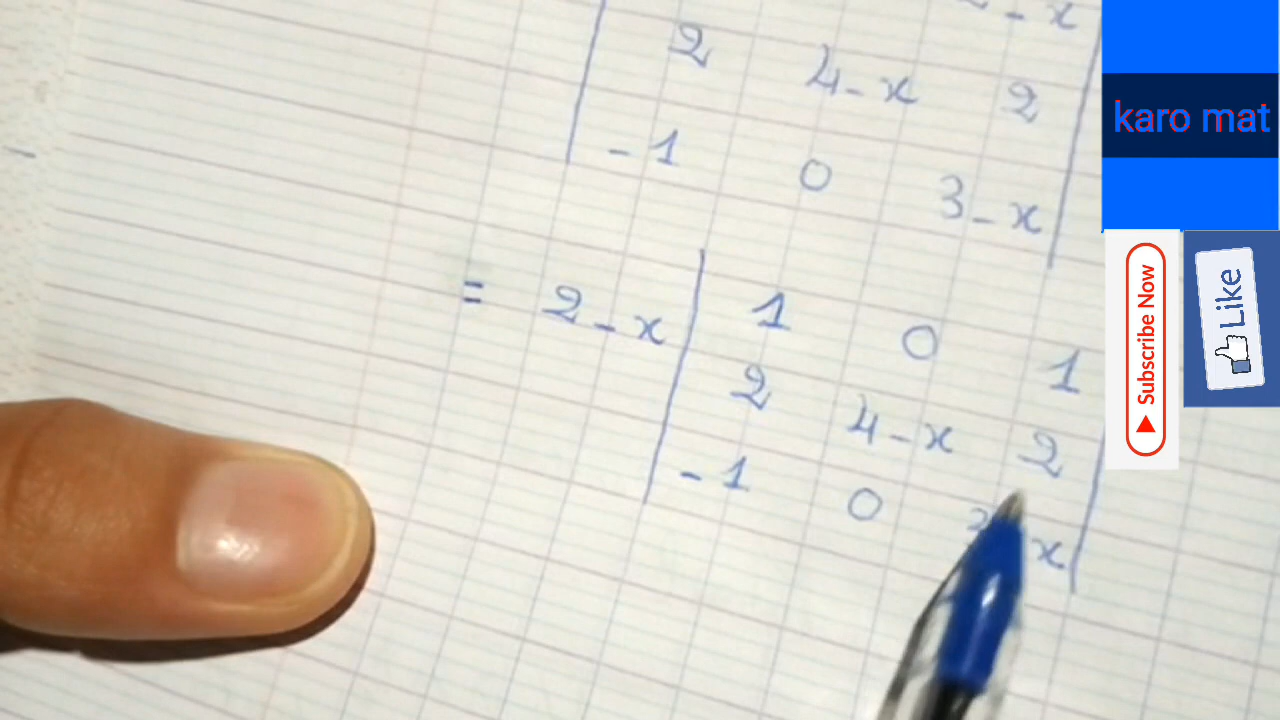 2 - x
2 4 - x 2
- 1 0 3 - x
= 2 - x | 1 0 1
2 4 - x 2
- 1 0 x
karo mat
Subscribe Now
Like